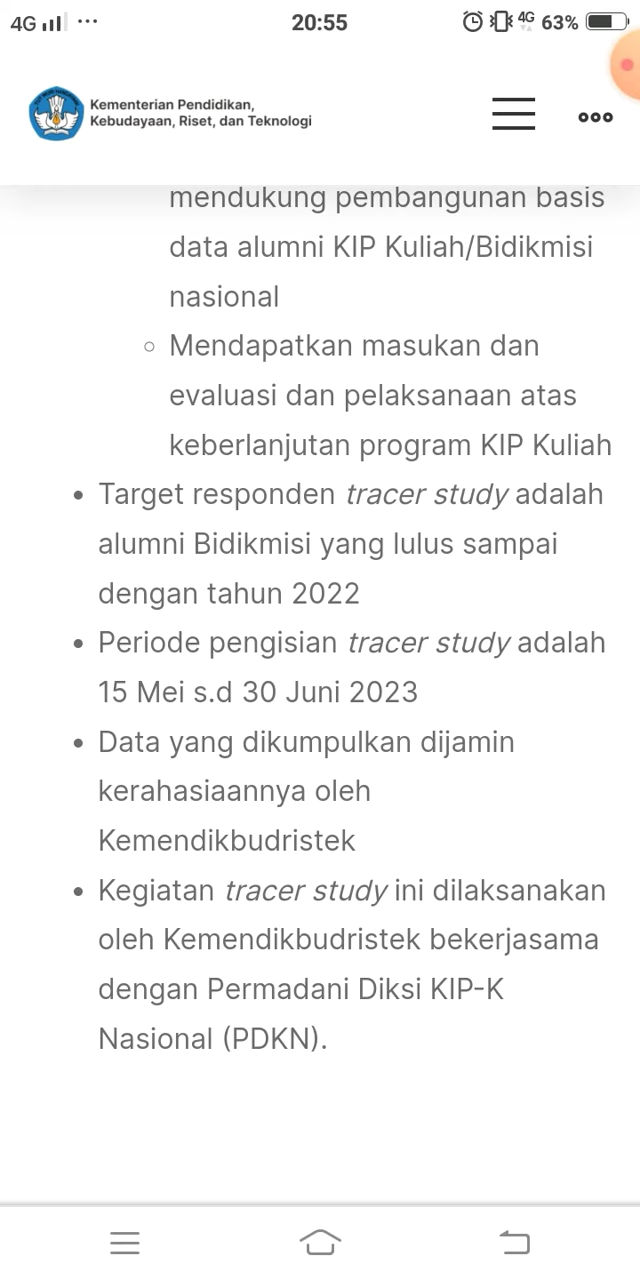 4G 20:55 4G 63%
Kementerian Pendidikan,
Kebudayaan, Riset, dan Teknologi
mendukung pembangunan basis
data alumni KIP Kuliah/Bidikmisi
nasional
Mendapatkan masukan dan
evaluasi dan pelaksanaan atas
keberlanjutan program KIP Kuliah
Target responden tracer study adalah
alumni Bidikmisi yang lulus sampai
dengan tahun 2022
Periode pengisian tracer study adalah
15 Mei s.d 30 Juni 2023
Data yang dikumpulkan dijamin
kerahasiaannya oleh
Kemendikbudristek
Kegiatan tracer study ini dilaksanakan
oleh Kemendikbudristek bekerjasama
dengan Permadani Diksi KIP-K
Nasional (PDKN).